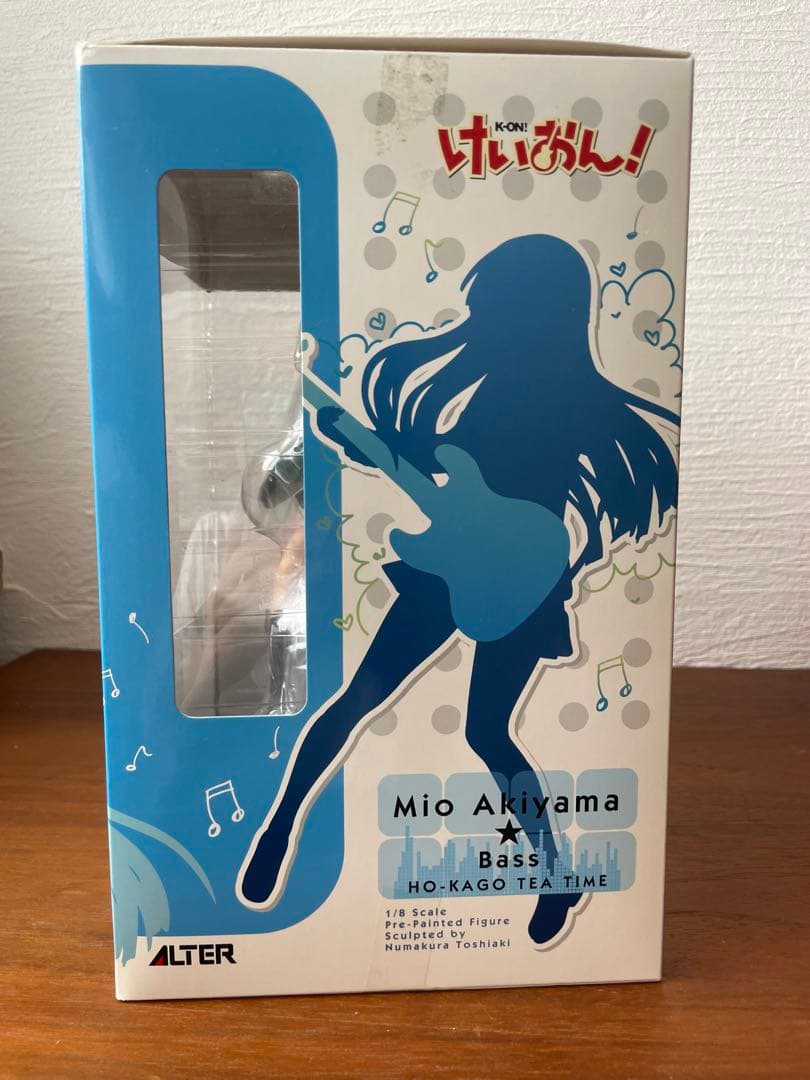 K-ON!
けいおん!
Mio Akiyama
★
Bass
HO-KAGO TEA TIME
1/8 Scale
Pre-Painted Figure
Sculpted by
Numakura Toshiaki
ALTER